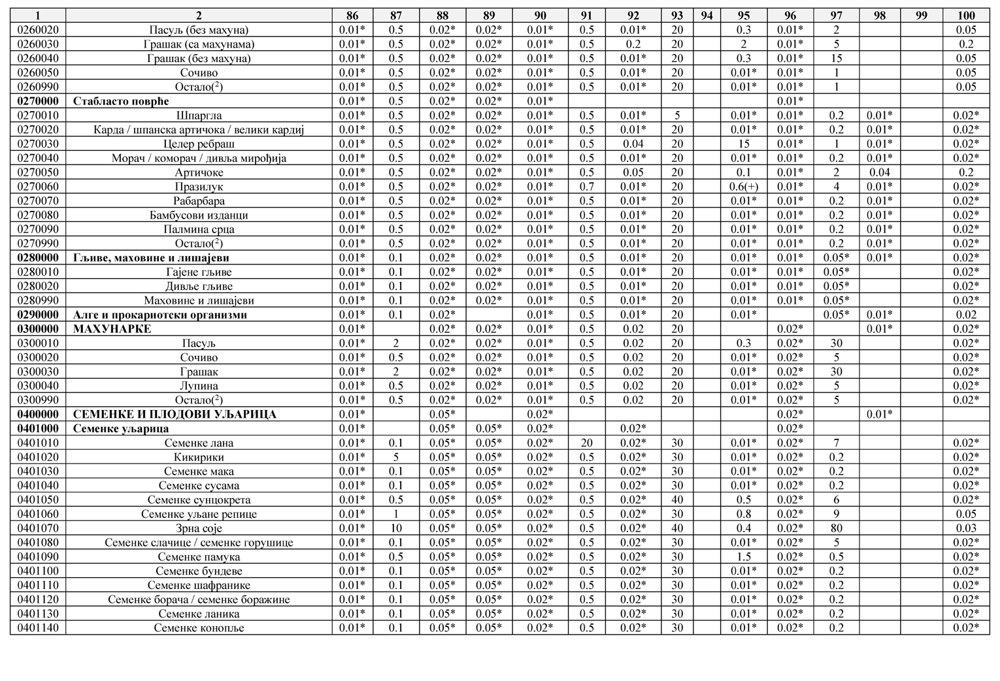 1 2 86 87 88 89 90 91 92 93 94 95 96 97 98 99 100
0260020 Пасуљ (без махуна) 0.01* 0.5 0.02* 0.02* 0.01* 0.5 0.01* 20 0.3 0.01* 2 0.05
0260030 Грашак (са махунама) 0.01* 0.5 0.02* 0.02* 0.01* 0.5 0.2 20 2 0.01* 5 0.2
0260040 Грашак (без махуна) 0.01* 0.5 0.02* 0.02* 0.01* 0.5 0.01* 20 0.3 0.01* 15 0.05
0260050 Сочиво 0.01* 0.5 0.02* 0.02* 0.01* 0.5 0.01* 20 0.01* 0.01* 1 0.05
0260990 Остало(²) 0.01* 0.5 0.02* 0.02* 0.01* 0.5 0.01* 20 0.01* 0.01* 1 0.05
0270000 Стабласто поврће 0.01* 0.5 0.02* 0.02* 0.01* 0.01*
0270010 Шпаргла 0.01* 0.5 0.02* 0.02* 0.01* 0.5 0.01* 5 0.01* 0.01* 0.2 0.01* 0.02*
0270020 Карда / шпанска артичока / велики кардиј 0.01* 0.5 0.02* 0.02* 0.01* 0.5 0.01* 20 0.01* 0.01* 0.2 0.01* 0.02*
0270030 Целер ребраш 0.01* 0.5 0.02* 0.02* 0.01* 0.5 0.04 20 15 0.01* 1 0.01* 0.02*
0270040 Морач / коморач / дивља мирођија 0.01* 0.5 0.02* 0.02* 0.01* 0.5 0.01* 20 0.01* 0.01* 0.2 0.01* 0.02*
0270050 Артичоке 0.01* 0.5 0.02* 0.02* 0.01* 0.5 0.05 20 0.1 0.01* 2 0.04 0.2
0270060 Празилук 0.01* 0.5 0.02* 0.02* 0.01* 0.7 0.01* 20 0.6(+) 0.01* 4 0.01* 0.02*
0270070 Рабарбара 0.01* 0.5 0.02* 0.02* 0.01* 0.5 0.01* 20 0.01* 0.01* 0.2 0.01* 0.02*
0270080 Бамбусови изданци 0.01* 0.5 0.02* 0.02* 0.01* 0.5 0.01* 20 0.01* 0.01* 0.2 0.01* 0.02*
0270090 Палмина срца 0.01* 0.5 0.02* 0.02* 0.01* 0.5 0.01* 20 0.01* 0.01* 0.2 0.01* 0.02*
0270990 Остало(²) 0.01* 0.5 0.02* 0.02* 0.01* 0.5 0.01* 20 0.01* 0.01* 0.2 0.01* 0.02*
0280000 Гљиве, маховине и лишајеви 0.01* 0.1 0.02* 0.02* 0.01* 0.5 0.01* 20 0.01* 0.01* 0.05* 0.01* 0.02*
0280010 Гајене гљиве 0.01* 0.1 0.02* 0.02* 0.01* 0.5 0.01* 20 0.01* 0.01* 0.05* 0.02*
0280020 Дивље гљиве 0.01* 0.1 0.02* 0.02* 0.01* 0.5 0.01* 20 0.01* 0.01* 0.05* 0.02*
0280990 Маховине и лишајеви 0.01* 0.1 0.02* 0.02* 0.01* 0.5 0.01* 20 0.01* 0.01* 0.05* 0.02*
0290000 Алге и прокариотски организми 0.01* 0.1 0.02* 0.01* 0.5 0.01* 20 0.01* 0.05* 0.01* 0.02
0300000 МАХУНАРКЕ 0.01* 0.02* 0.02* 0.01* 0.5 0.02 20 0.02* 0.01* 0.02*
0300010 Пасуљ 0.01* 2 0.02* 0.02* 0.01* 0.5 0.02 20 0.3 0.02* 30 0.02*
0300020 Сочиво 0.01* 0.5 0.02* 0.02* 0.01* 0.5 0.02 20 0.01* 0.02* 5 0.02*
0300030 Грашак 0.01* 2 0.02* 0.02* 0.01* 0.5 0.02 20 0.01* 0.02* 30 0.02*
0300040 Лупина 0.01* 0.5 0.02* 0.02* 0.01* 0.5 0.02 20 0.01* 0.02* 5 0.02*
0300990 Остало(²) 0.01* 0.5 0.02* 0.02* 0.01* 0.5 0.02 20 0.01* 0.02* 5 0.02*
0400000 СЕМЕНКЕ И ПЛОДОВИ УЉАРИЦА 0.01* 0.05* 0.02* 0.02* 0.01*
0401000 Семенке уљарица 0.01* 0.05* 0.05* 0.02* 0.02* 0.02*
0401010 Семенке лана 0.01* 0.1 0.05* 0.05* 0.02* 20 0.02* 30 0.01* 0.02* 7 0.02*
0401020 Кикирики 0.01* 5 0.05* 0.05* 0.02* 0.5 0.02* 30 0.01* 0.02* 0.2 0.02*
0401030 Семенке мака 0.01* 0.1 0.05* 0.05* 0.02* 0.5 0.02* 30 0.01* 0.02* 0.2 0.02*
0401040 Семенке сусама 0.01* 0.1 0.05* 0.05* 0.02* 0.5 0.02* 30 0.01* 0.02* 0.2 0.02*
0401050 Семенке сунцокрета 0.01* 0.5 0.05* 0.05* 0.02* 0.5 0.02* 40 0.5 0.02* 6 0.02*
0401060 Семенке уљане репице 0.01* 1 0.05* 0.05* 0.02* 0.5 0.02* 30 0.8 0.02* 9 0.05
0401070 Зрна соје 0.01* 10 0.05* 0.05* 0.02* 0.5 0.02* 40 0.4 0.02* 80 0.03
0401080 Семенке слачице / семенке горушице 0.01* 0.1 0.05* 0.05* 0.02* 0.5 0.02* 30 0.01* 0.02* 5 0.02*
0401090 Семенке памука 0.01* 0.5 0.05* 0.05* 0.02* 0.5 0.02* 30 1.5 0.02* 0.5 0.02*
0401100 Семенке бундеве 0.01* 0.1 0.05* 0.05* 0.02* 0.5 0.02* 30 0.01* 0.02* 0.2 0.02*
0401110 Семенке шафранике 0.01* 0.1 0.05* 0.05* 0.02* 0.5 0.02* 30 0.01* 0.02* 0.2 0.02*
0401120 Семенке борача / семенке боражине 0.01* 0.1 0.05* 0.05* 0.02* 0.5 0.02* 30 0.01* 0.02* 0.2 0.02*
0401130 Семенке ланика 0.01* 0.1 0.05* 0.05* 0.02* 0.5 0.02* 30 0.01* 0.02* 0.2 0.02*
0401140 Семенке конопље 0.01* 0.1 0.05* 0.05* 0.02* 0.5 0.02* 30 0.01* 0.02* 0.2 0.02*